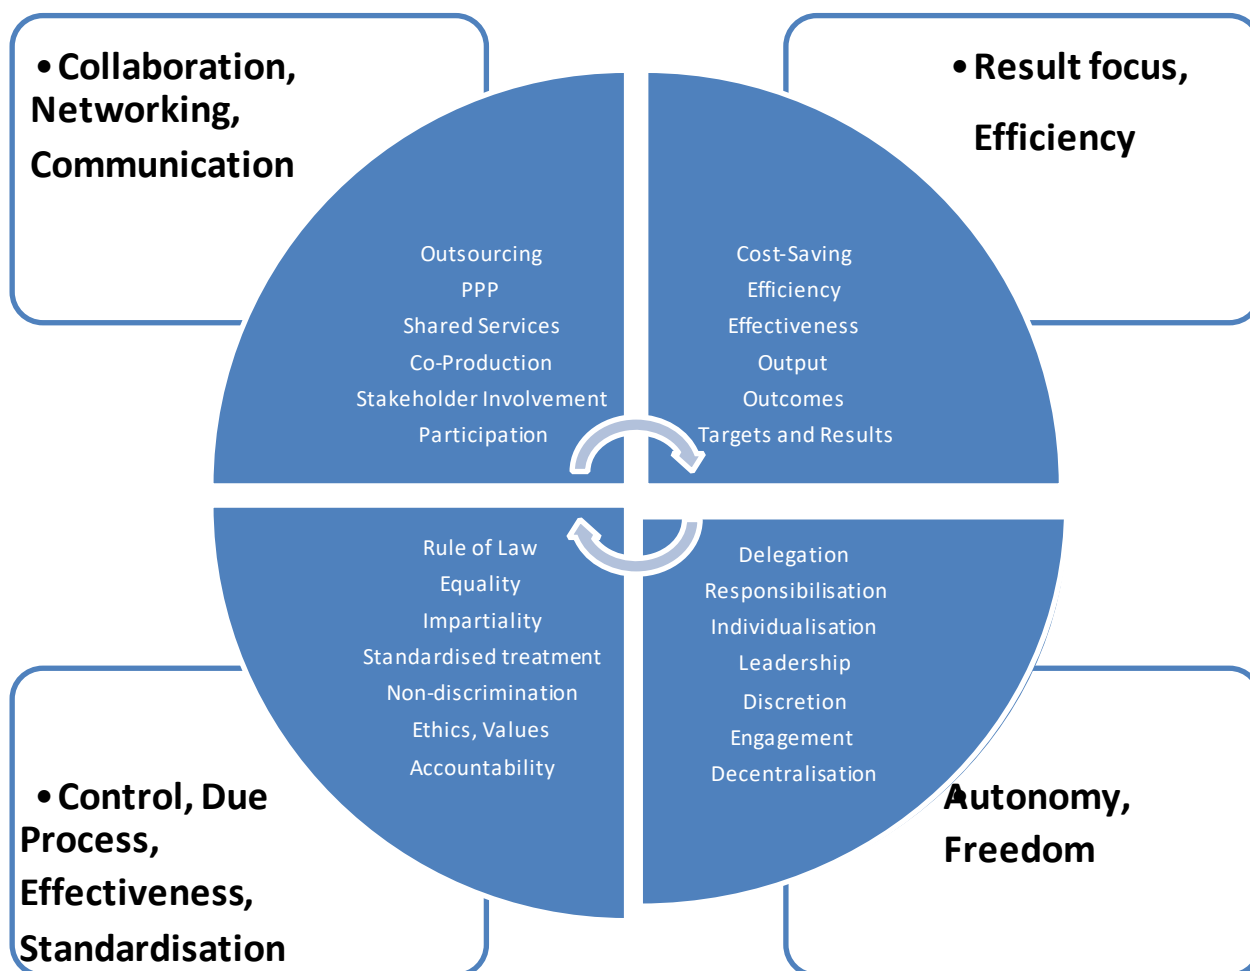 • Collaboration,
Networking,
Communication
• Result focus,
Efficiency
Outsourcing
PPP
Shared Services
Co-Production
Stakeholder Involvement
Participation
Cost-Saving
Efficiency
Effectiveness
Output
Outcomes
Targets and Results
Rule of Law
Equality
Impartiality
Standardised treatment
Non-discrimination
Ethics, Values
Accountability
Delegation
Responsibilisation
Individualisation
Leadership
Discretion
Engagement
Decentralisation
• Control, Due
Process,
Effectiveness,
Standardisation
• Autonomy,
Freedom